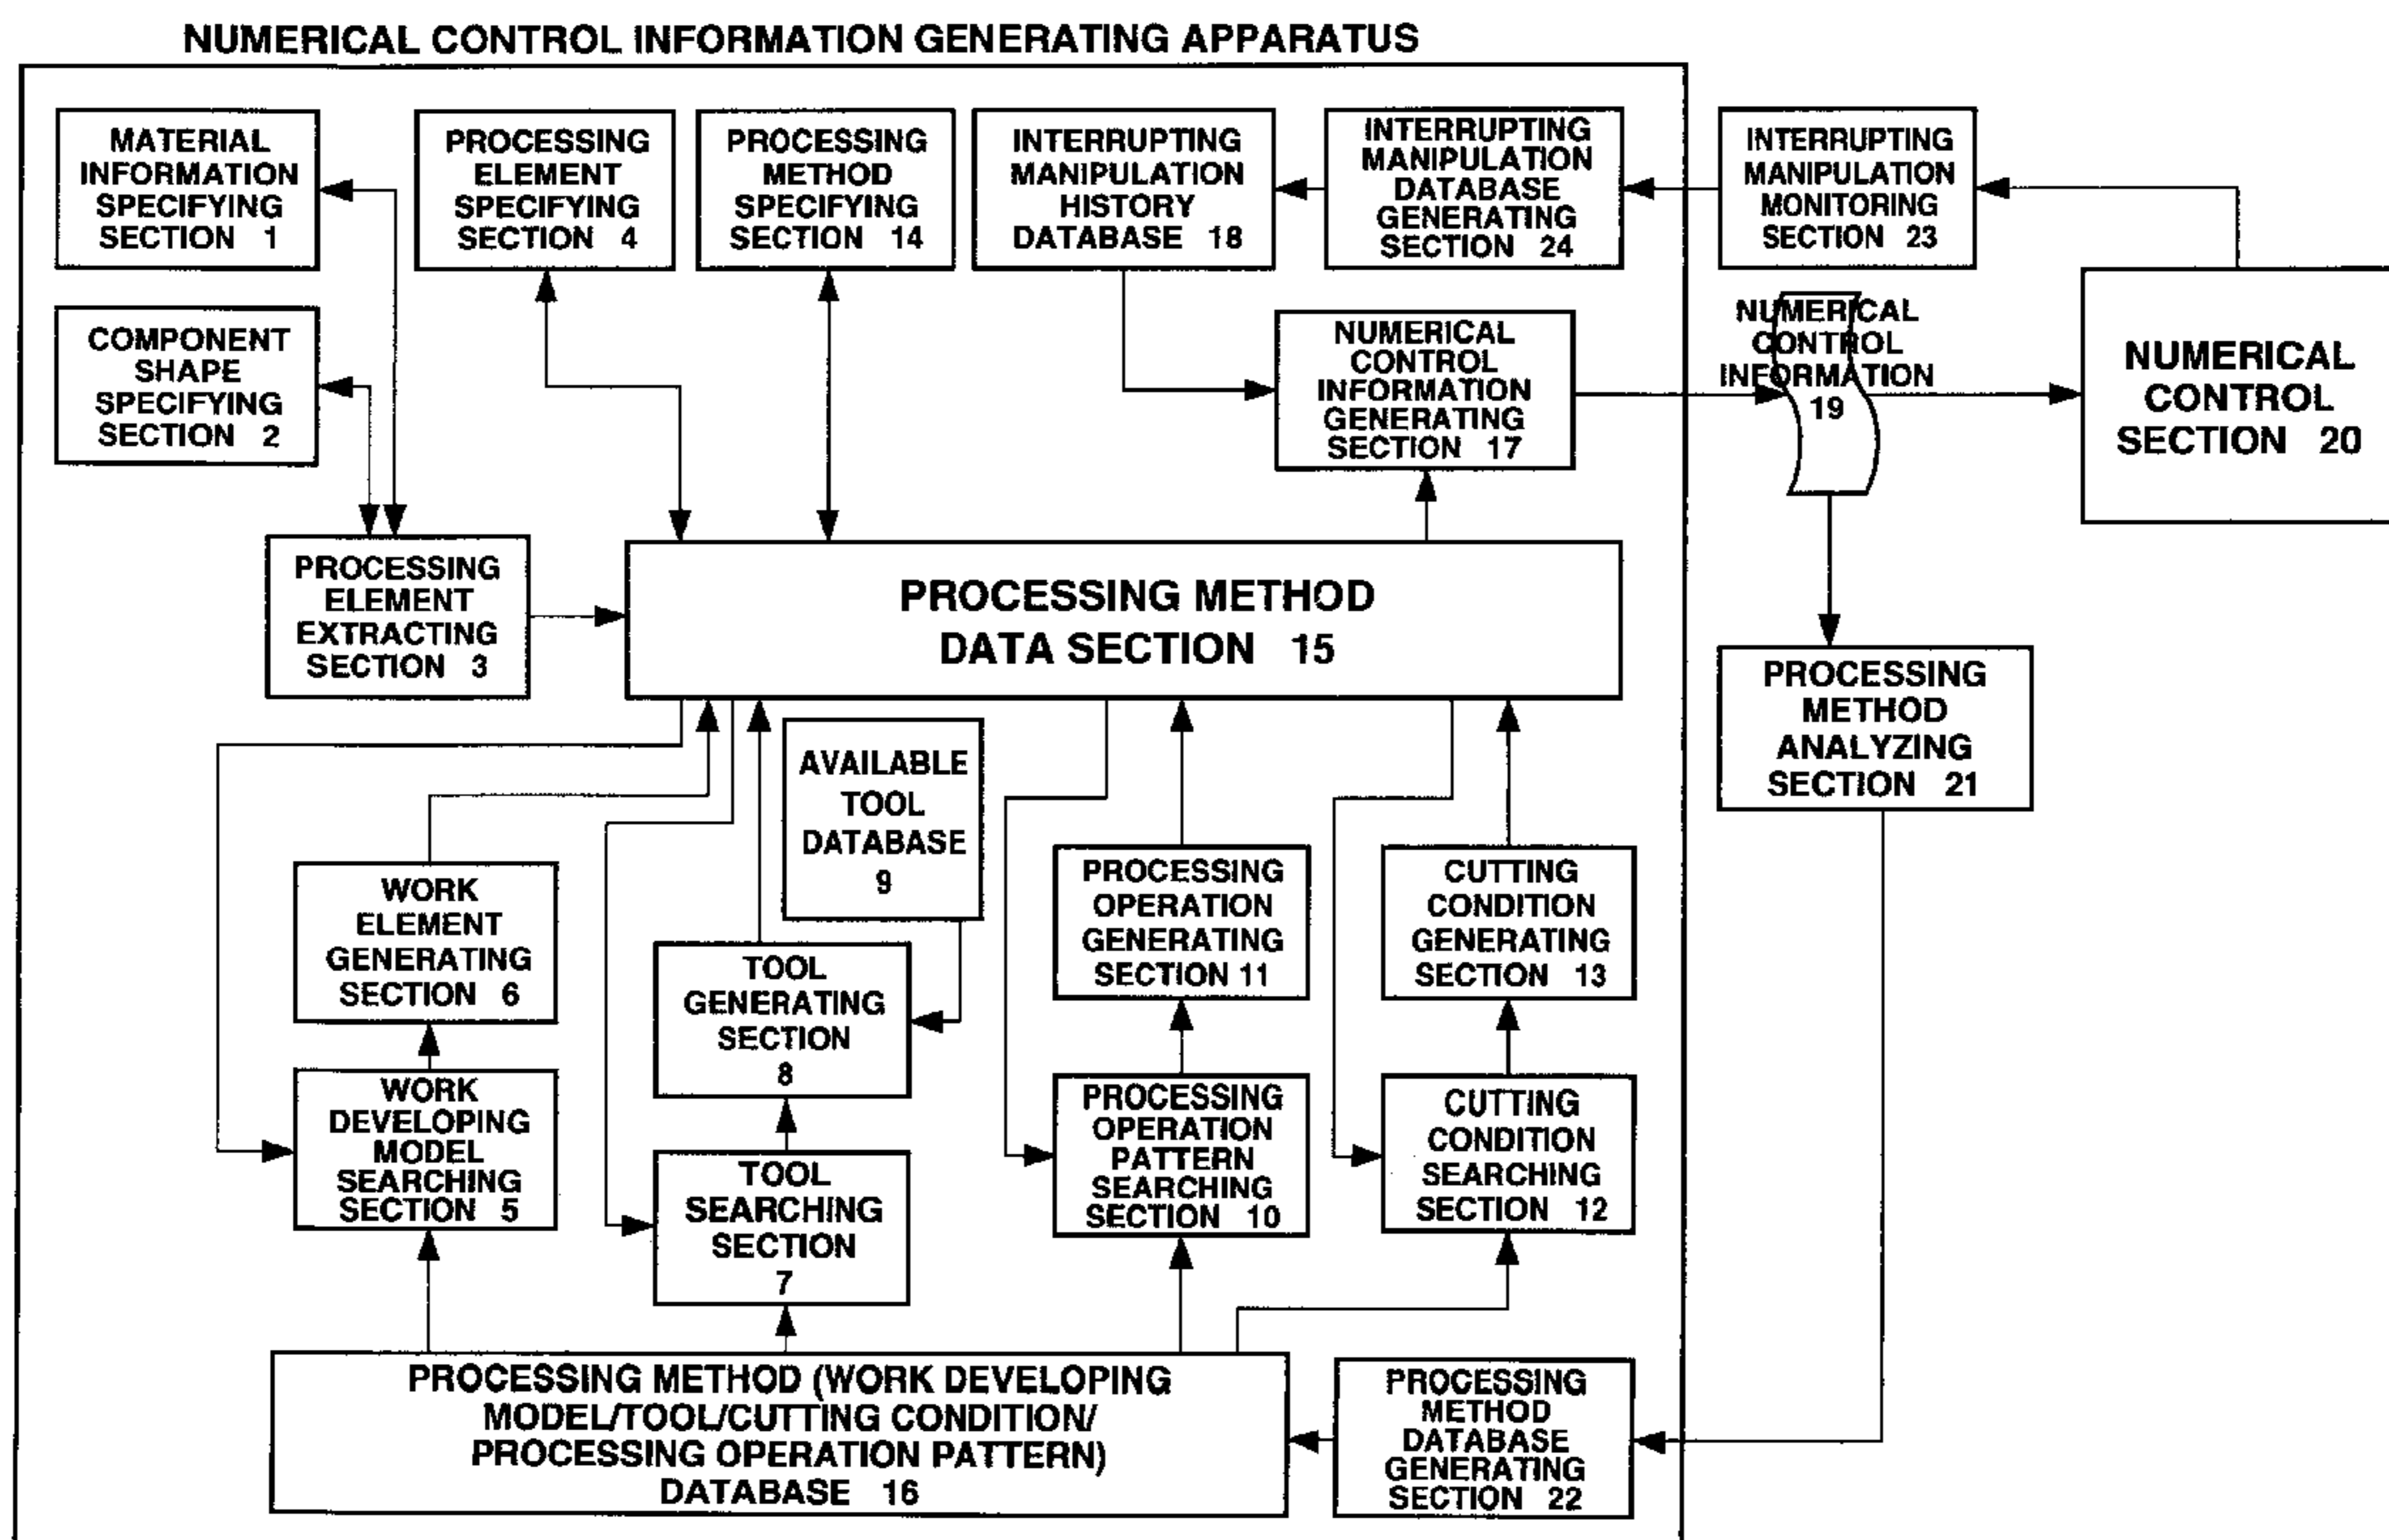 NUMERICAL CONTROL INFORMATION GENERATING APPARATUS
MATERIAL
INFORMATION
SPECIFYING
SECTION 1
PROCESSING
ELEMENT
SPECIFYING
SECTION 4
PROCESSING
METHOD
SPECIFYING
SECTION 14
INTERRUPTING
MANIPULATION
HISTORY
DATABASE 18
INTERRUPTING
MANIPULATION
DATABASE
GENERATING
SECTION 24
INTERRUPTING
MANIPULATION
MONITORING
SECTION 23
COMPONENT
SHAPE
SPECIFYING
SECTION 2
NUMERICAL
CONTROL
INFORMATION
GENERATING
SECTION 17
NUMERICAL
CONTROL
INFORMATION
19
NUMERICAL
CONTROL
SECTION 20
PROCESSING
ELEMENT
EXTRACTING
SECTION 3
PROCESSING METHOD
DATA SECTION 15
PROCESSING
METHOD
ANALYZING
SECTION 21
AVAILABLE
TOOL
DATABASE
9
WORK
ELEMENT
GENERATING
SECTION 6
TOOL
GENERATING
SECTION
8
PROCESSING
OPERATION
GENERATING
SECTION 11
CUTTING
CONDITION
GENERATING
SECTION 13
WORK
DEVELOPING
MODEL
SEARCHING
SECTION 5
TOOL
SEARCHING
SECTION
7
PROCESSING
OPERATION
PATTERN
SEARCHING
SECTION 10
CUTTING
CONDITION
SEARCHING
SECTION 12
PROCESSING METHOD (WORK DEVELOPING
MODEL/TOOL/CUTTING CONDITION/
PROCESSING OPERATION PATTERN)
DATABASE 16
PROCESSING
METHOD
DATABASE
GENERATING
SECTION 22